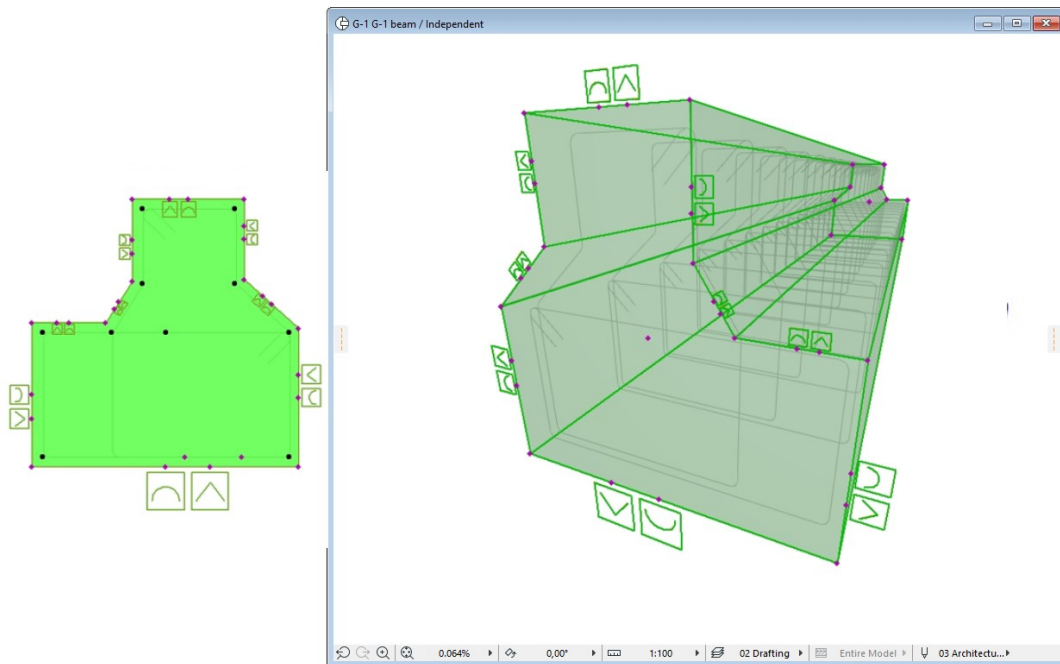 G-1 G-1 beam / Independent
0.064% 0,00° 1:100 02 Drafting Entire Model 03 Architectu...